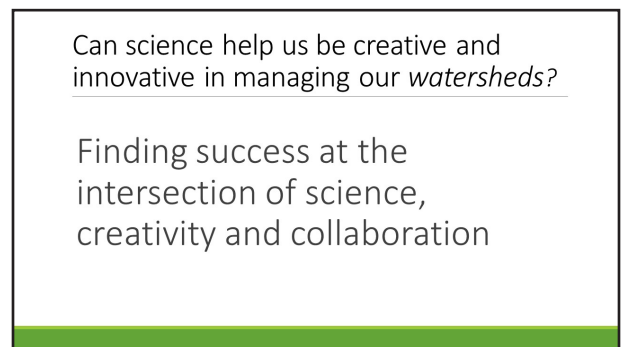 Can science help us be creative and
innovative in managing our watersheds?
Finding success at the
intersection of science,
creativity and collaboration